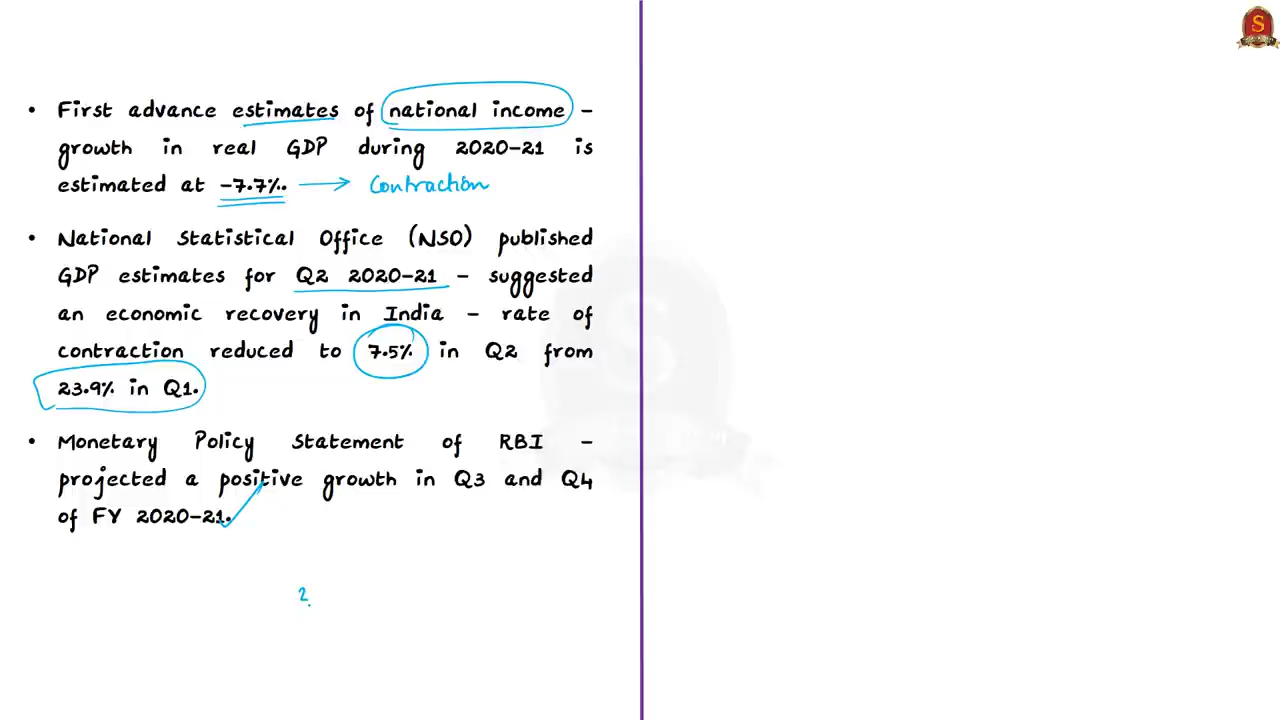 • First advance estimates of national income –
growth in real GDP during 2020-21 is
estimated at -7.7%. → Contraction
• National Statistical Office (NSO) published
GDP estimates for Q2 2020-21 – suggested
an economic recovery in India – rate of
contraction reduced to 7.5% in Q2 from
23.9% in Q1.
• Monetary Policy Statement of RBI –
projected a positive growth in Q3 and Q4
of FY 2020-21.
2.
S